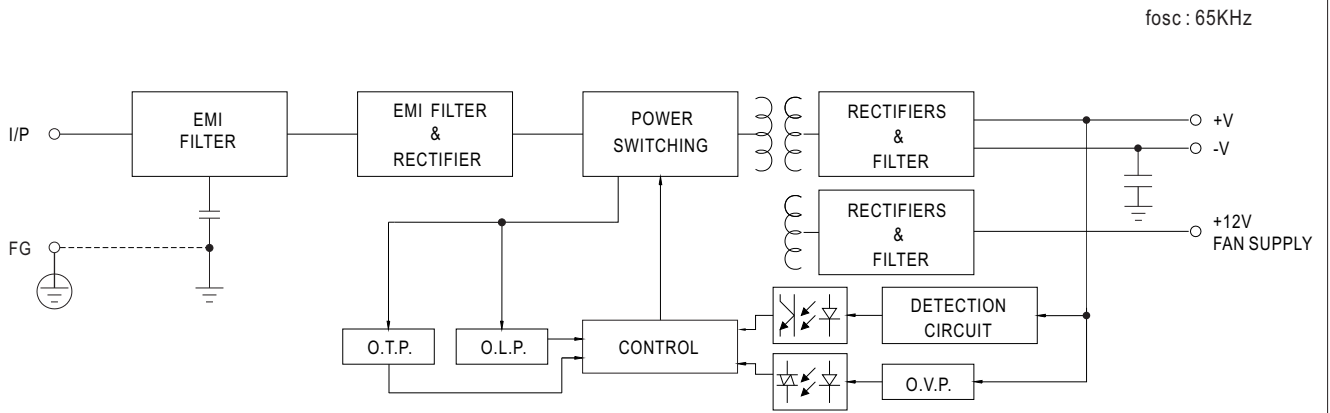 fosc : 65KHz
I/P
EMI
FILTER
EMI FILTER
&
RECTIFIER
POWER
SWITCHING
RECTIFIERS
&
FILTER
+V
-V
FG
RECTIFIERS
&
FILTER
+12V
FAN SUPPLY
O.T.P.
O.L.P.
CONTROL
DETECTION
CIRCUIT
O.V.P.